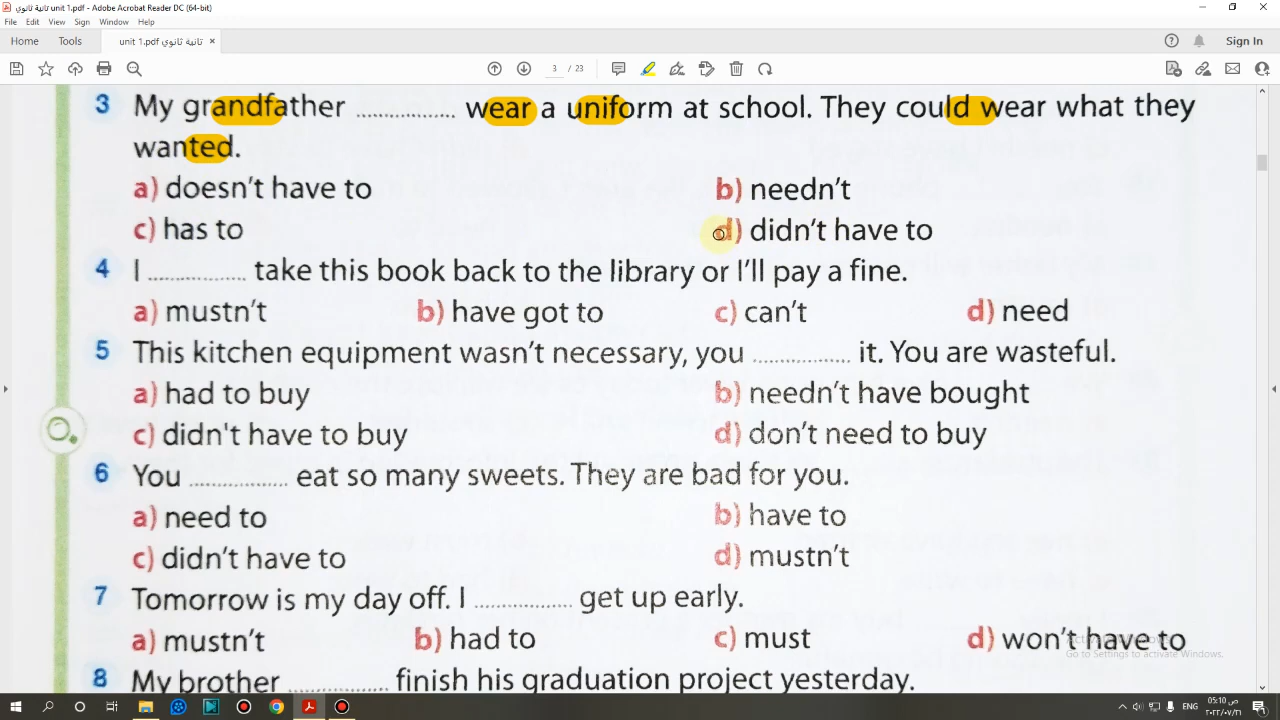 ثانية ثانوي unit 1.pdf - Adobe Acrobat Reader DC (64-bit)
File Edit View Sign Window Help
Home Tools ثانية ثانوي unit 1.pdf × Sign In
3 / 23
3 My grandfather ................ wear a uniform at school. They could wear what they
wanted.
a) doesn't have to b) needn't
c) has to d) didn't have to
4 I ................ take this book back to the library or I'll pay a fine.
a) mustn't b) have got to c) can't d) need
5 This kitchen equipment wasn't necessary, you ................ it. You are wasteful.
a) had to buy b) needn't have bought
c) didn't have to buy d) don't need to buy
6 You ................ eat so many sweets. They are bad for you.
a) need to b) have to
c) didn't have to d) mustn't
7 Tomorrow is my day off. I ................ get up early.
a) mustn't b) had to c) must d) won't have to
Activate Windows
Go to Settings to activate Windows.
8 My brother ................ finish his graduation project yesterday.
ENG 05:10 ص
٢٠٢٢/٠٧/٢١